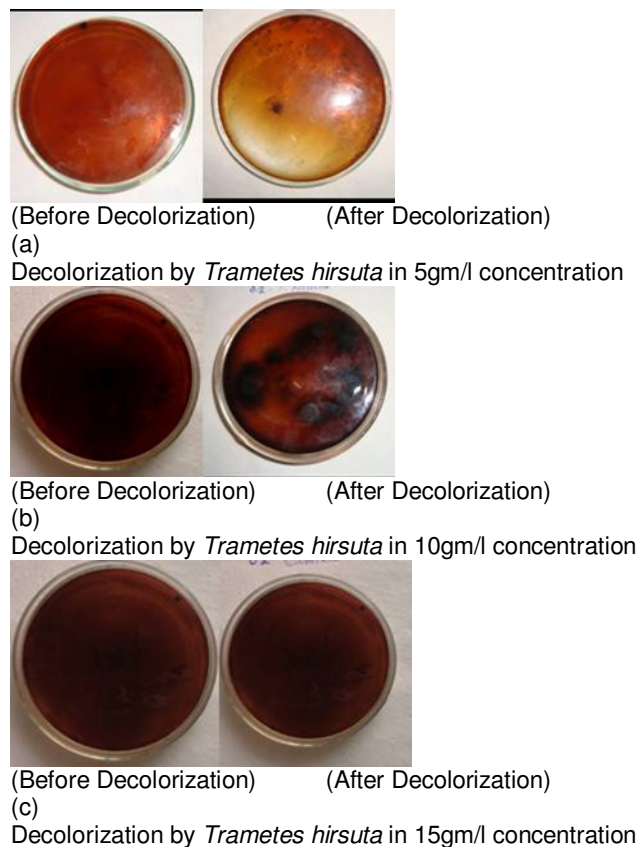 (Before Decolorization) (After Decolorization)
(a)
Decolorization by Trametes hirsuta in 5gm/l concentration
(Before Decolorization) (After Decolorization)
(b)
Decolorization by Trametes hirsuta in 10gm/l concentration
(Before Decolorization) (After Decolorization)
(c)
Decolorization by Trametes hirsuta in 15gm/l concentration